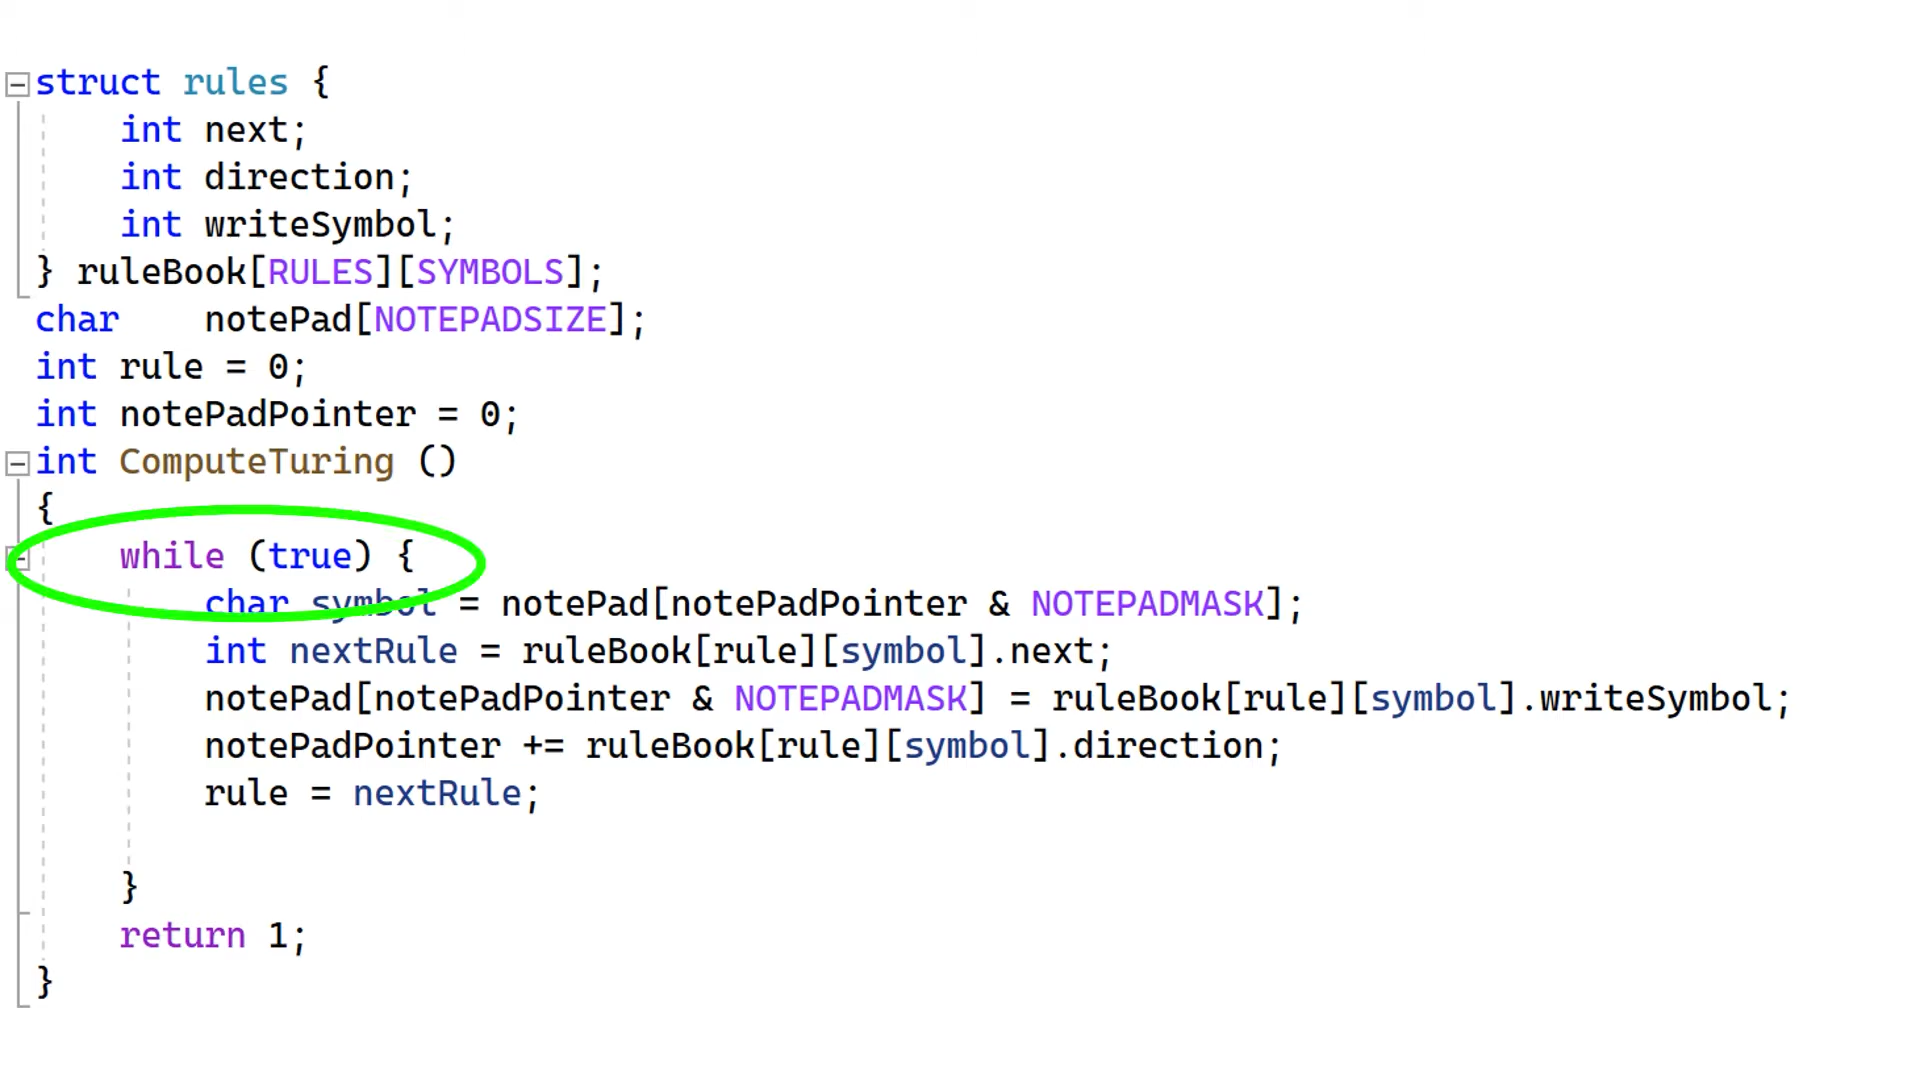 struct rules {
    int next;
    int direction;
    int writeSymbol;
} ruleBook[RULES][SYMBOLS];
char    notePad[NOTEPADSIZE];
int rule = 0;
int notePadPointer = 0;
int ComputeTuring ()
{
    while (true) {
        char symbol = notePad[notePadPointer & NOTEPADMASK];
        int nextRule = ruleBook[rule][symbol].next;
        notePad[notePadPointer & NOTEPADMASK] = ruleBook[rule][symbol].writeSymbol;
        notePadPointer += ruleBook[rule][symbol].direction;
        rule = nextRule;
    }
    return 1;
}